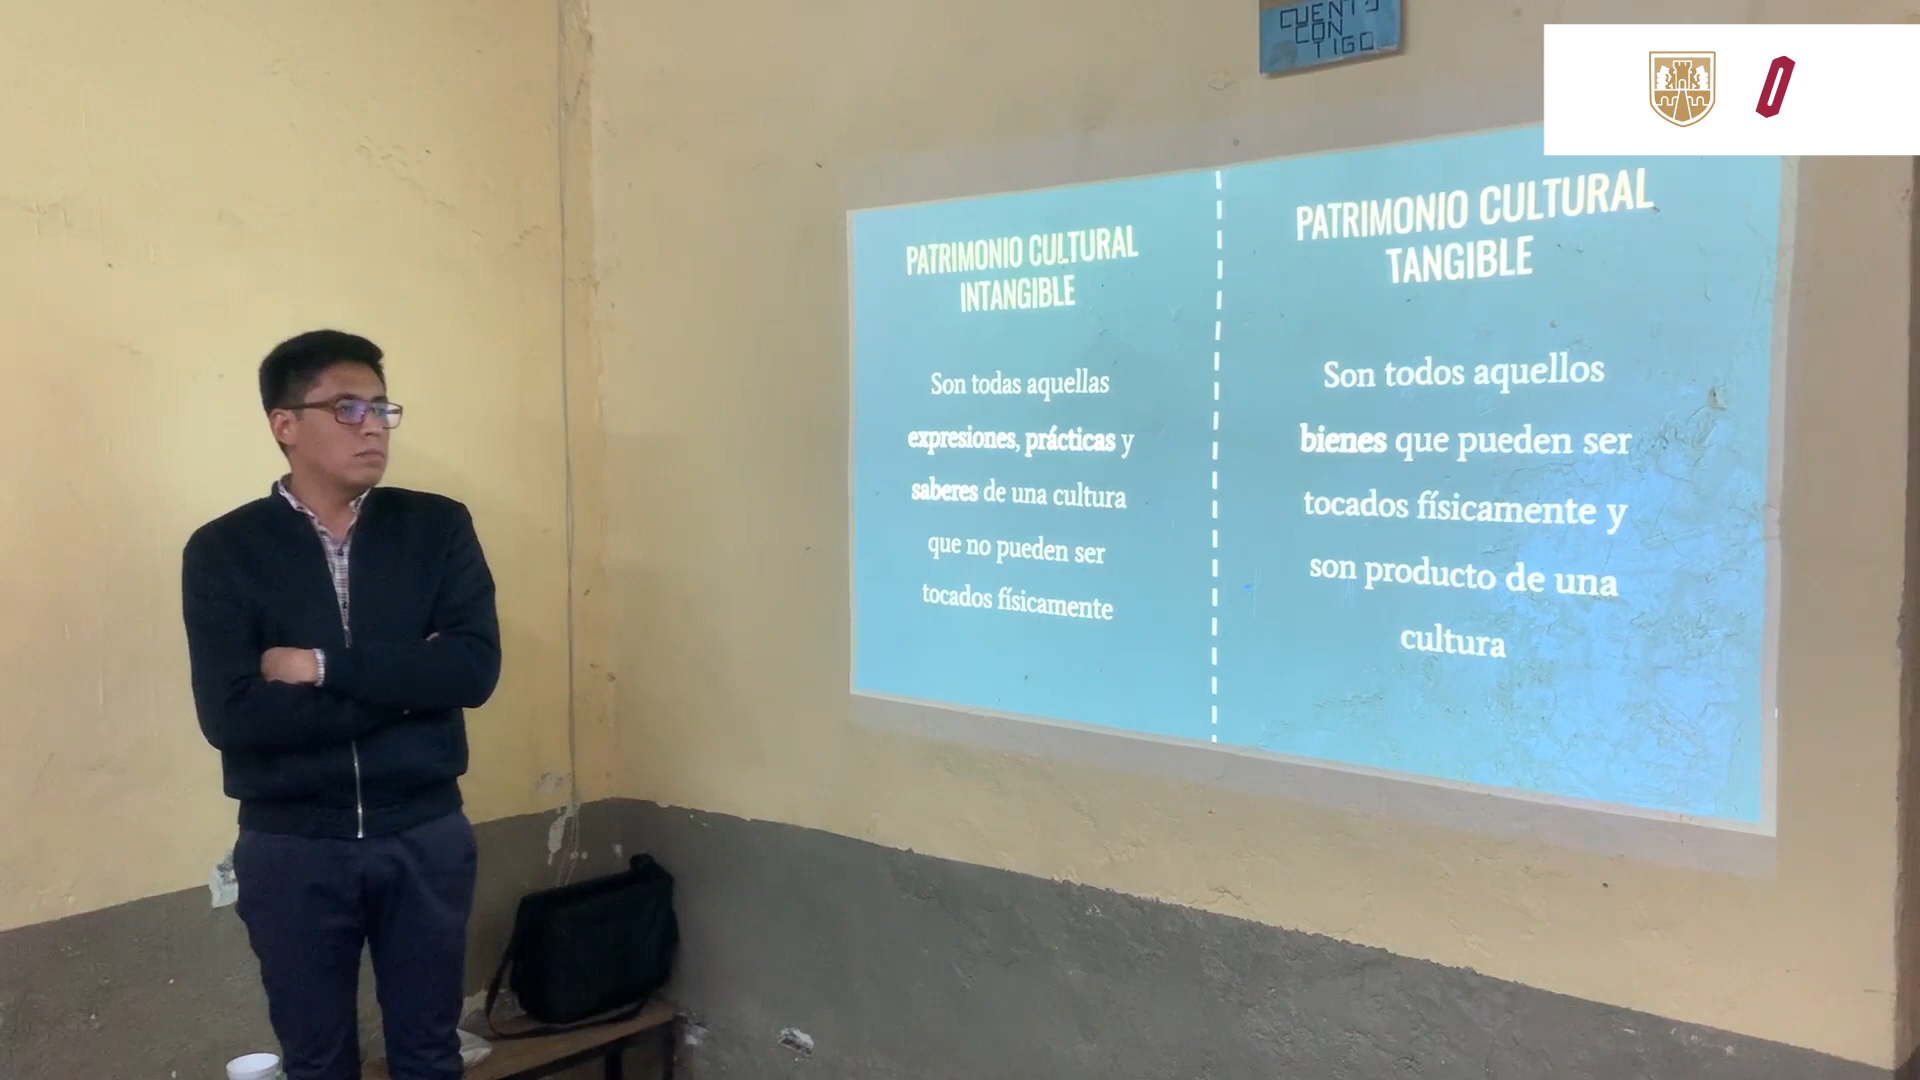 CUENTO
CON
TIGO
PATRIMONIO CULTURAL
INTANGIBLE
Son todas aquellas
expresiones, prácticas y
saberes de una cultura
que no pueden ser
tocados físicamente
PATRIMONIO CULTURAL
TANGIBLE
Son todos aquellos
bienes que pueden ser
tocados físicamente y
son producto de una
cultura